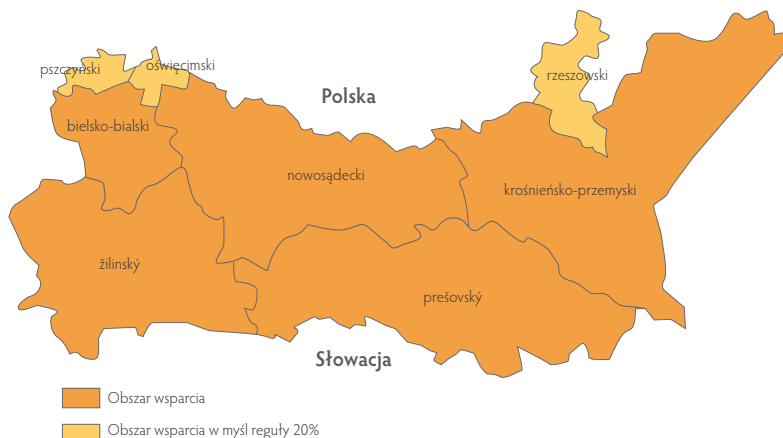 pszczyński
oświęcimski
rzeszowski
Polska
bielsko-bialski
nowosądecki
krośnieńsko-przemyski
žilinský
prešovský
Słowacja
Obszar wsparcia
Obszar wsparcia w myśl reguły 20%